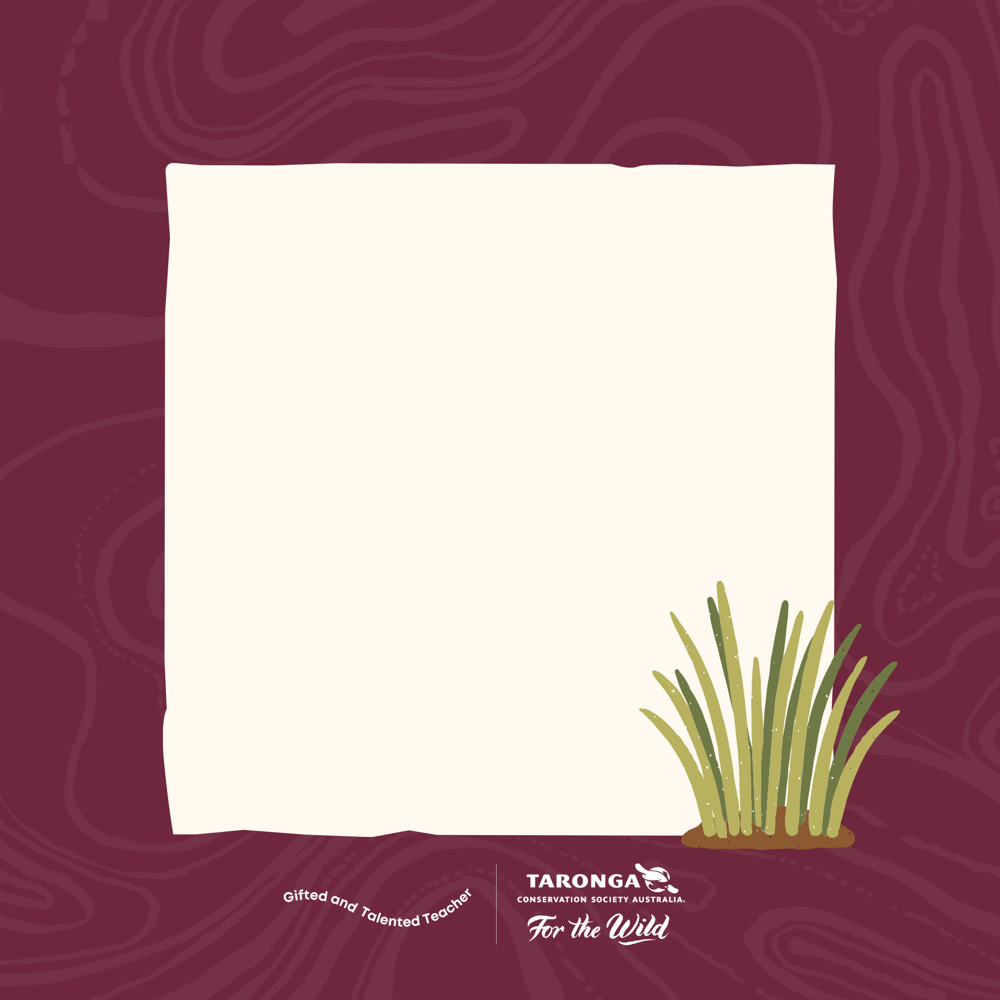 Gifted and Talented Teacher
TARONGA
CONSERVATION SOCIETY AUSTRALIA®
For the Wild